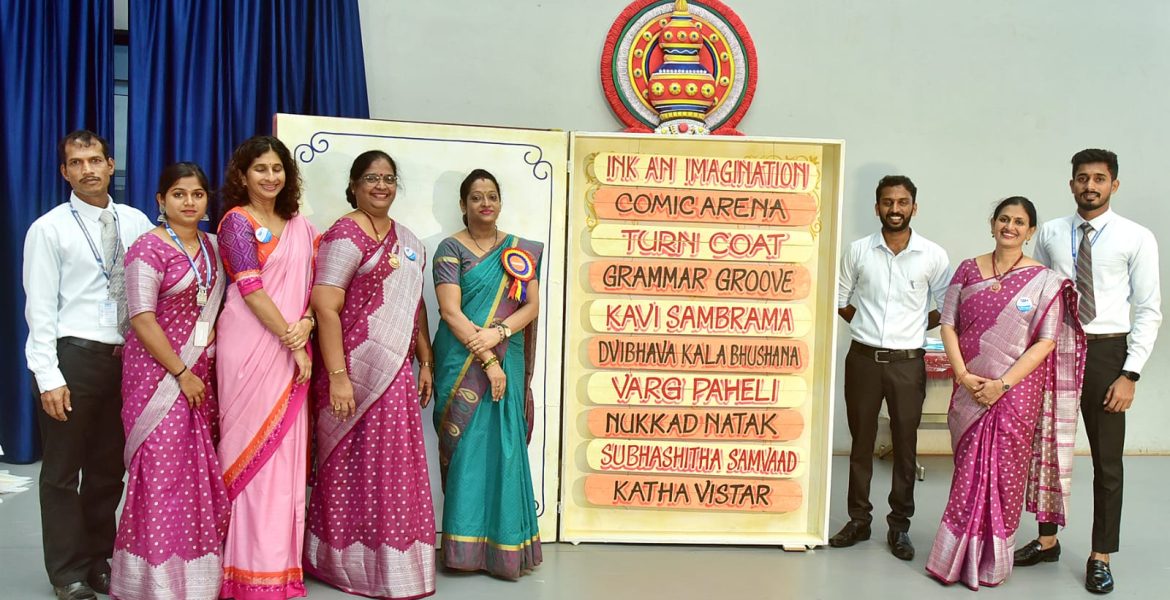 INK AN IMAGINATION
COMIC ARENA
TURN COAT
GRAMMAR GROOVE
KAVI SAMBRAMA
DVIBHAVA KALA BHUSHANA
VARG PAHELI
NUKKAD NATAK
SUBHASHITHA SAMVAAD
KATHA VISTAR